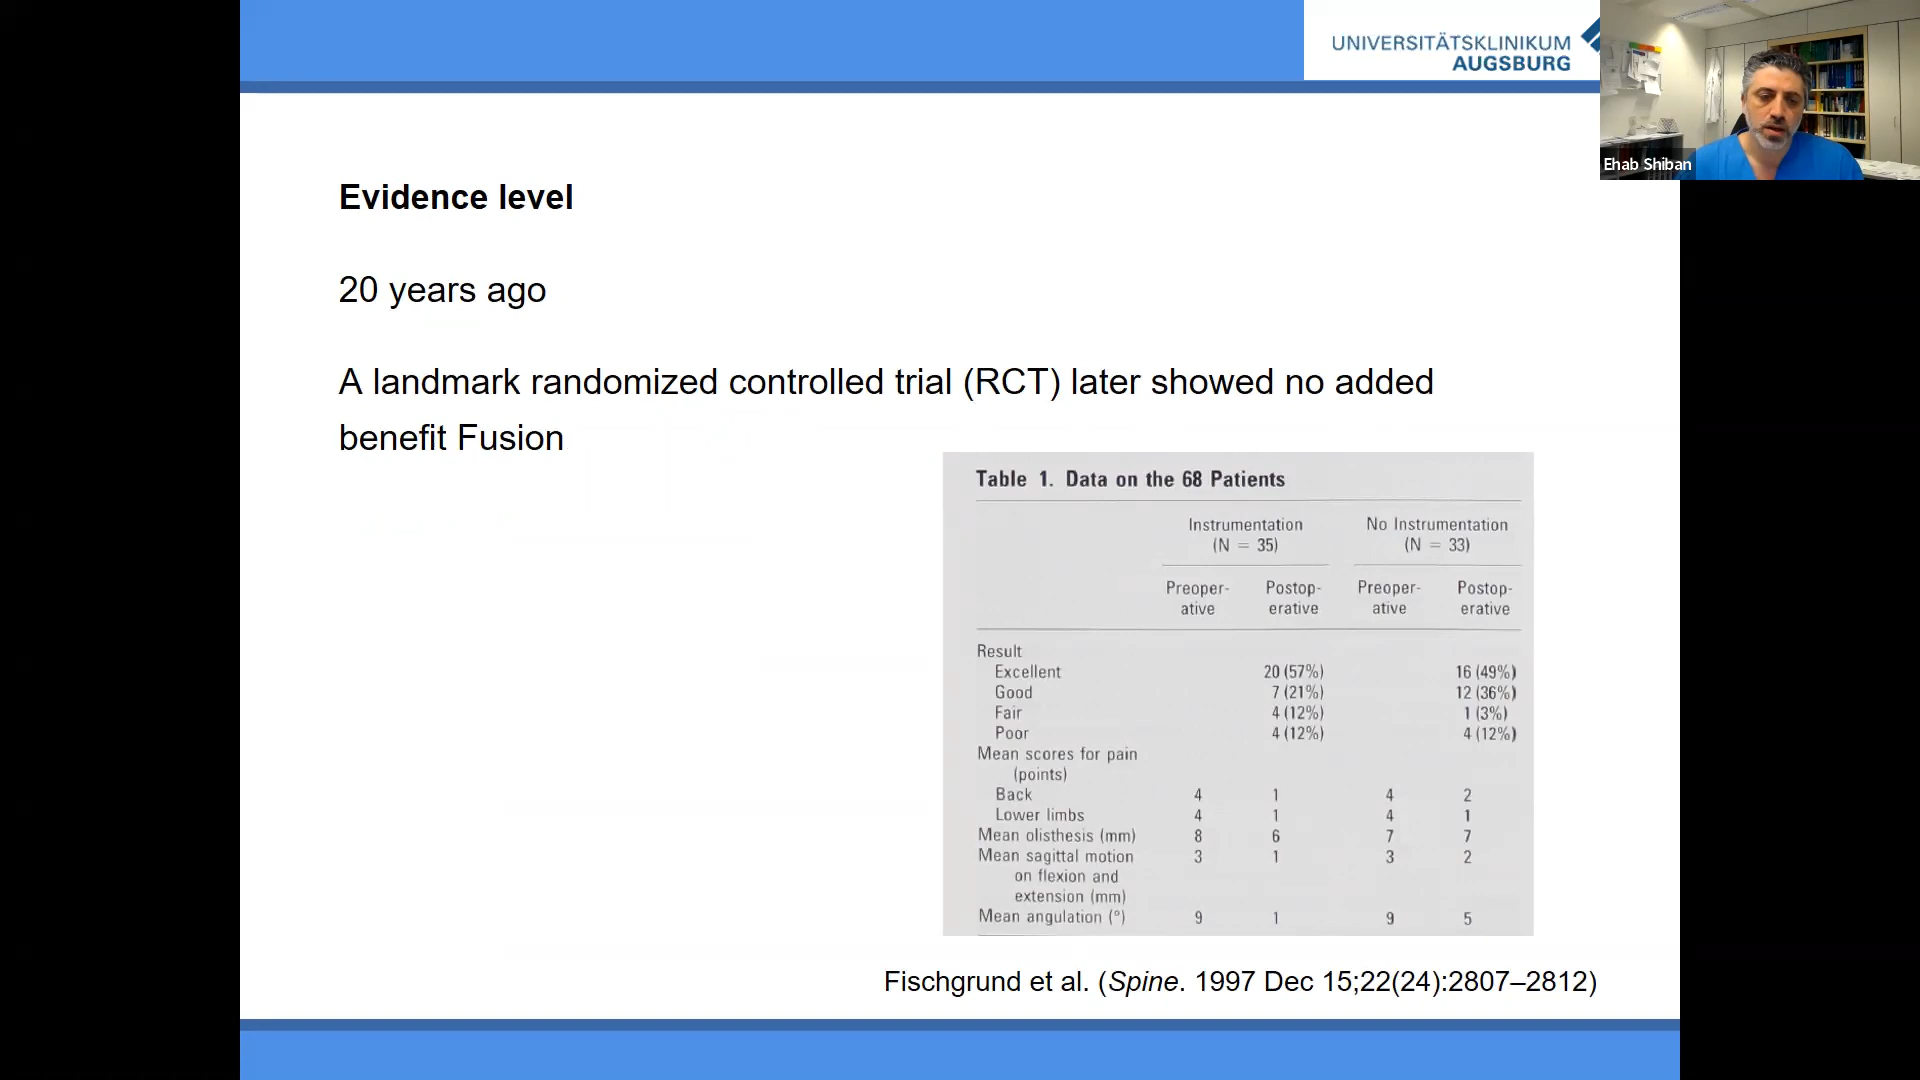 UNIVERSITÄTSKLINIKUM
AUGSBURG
Ehab Shiban
Evidence level
20 years ago
A landmark randomized controlled trial (RCT) later showed no added
benefit Fusion
Table 1. Data on the 68 Patients
Instrumentation No Instrumentation
(N = 35) (N = 33)
Preoper- Postop- Preoper- Postop-
ative erative ative erative
Result
Excellent 20 (57%) 16 (49%)
Good 7 (21%) 12 (36%)
Fair 4 (12%) 1 (3%)
Poor 4 (12%) 4 (12%)
Mean scores for pain
(points)
Back 4 1 4 2
Lower limbs 4 1 4 1
Mean olisthesis (mm) 8 6 7 7
Mean sagittal motion 3 1 3 2
on flexion and
extension (mm)
Mean angulation (°) 9 1 9 5
Fischgrund et al. (Spine. 1997 Dec 15;22(24):2807–2812)